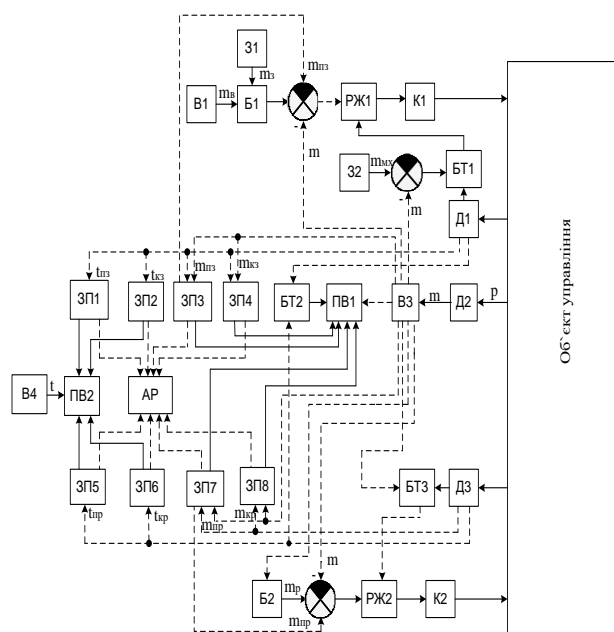 З1
mпз
mз
mв
В1
Б1
РЖ1
К1
-
m
З2
mмх
БТ1
-
m
Д1
tпз
tкз
mпз
mкз
ЗП1
ЗП2
ЗП3
ЗП4
БТ2
ПВ1
В3
m
Д2
p
Об`єкт управління
В4
t
ПВ2
АР
ЗП5
ЗП6
ЗП7
ЗП8
БТ3
Д3
tпр
tкр
mпр
mкр
-
m
Б2
mр
РЖ2
К2
mпр